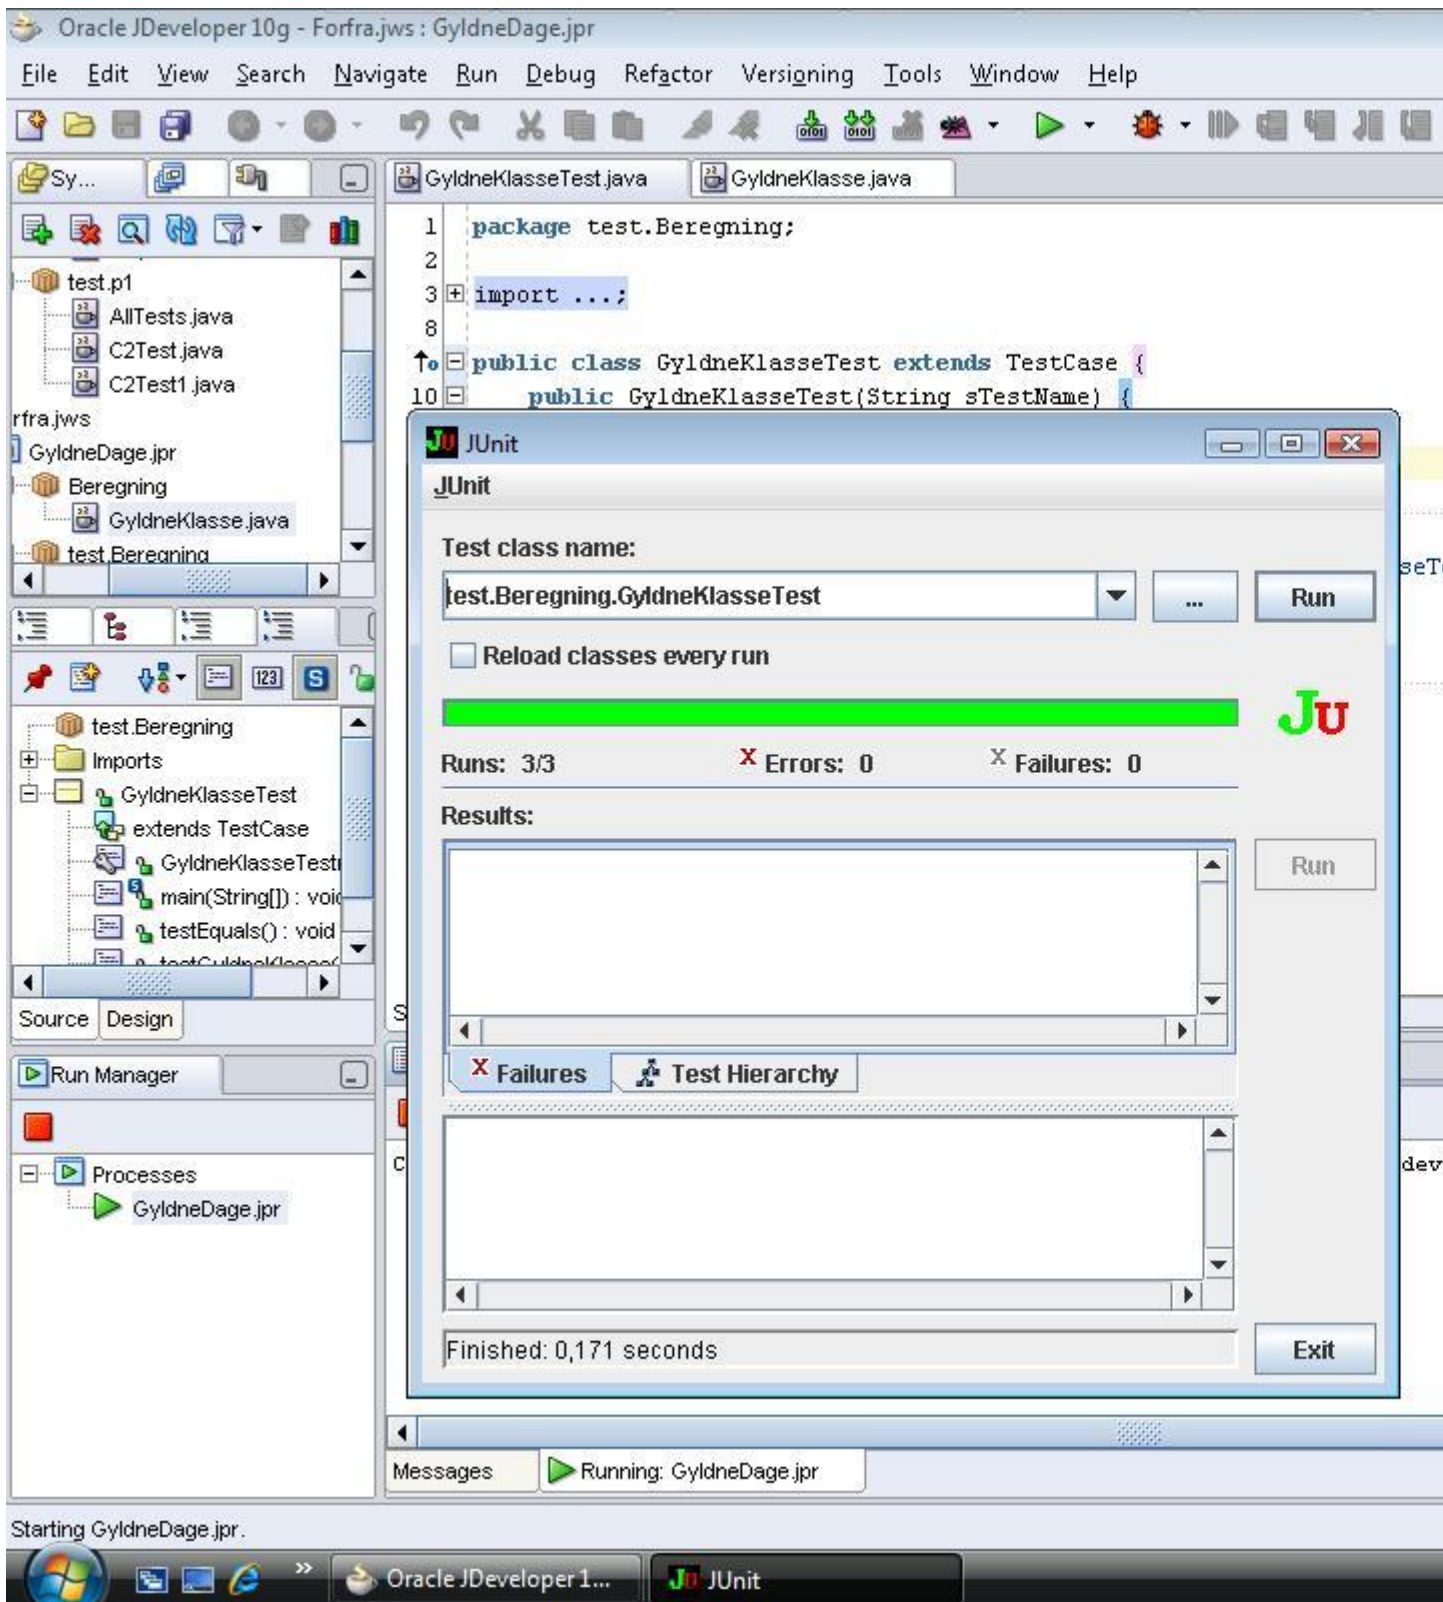 Oracle JDeveloper 10g - Forfra.jws : GyldneDage.jpr
File Edit View Search Navigate Run Debug Refactor Versioning Tools Window Help
Sy...
test.p1
AllTests.java
C2Test.java
C2Test1.java
rfra.jws
GyldneDage.jpr
Beregning
GyldneKlasse.java
test.Beregning
test.Beregning
Imports
GyldneKlasseTest
extends TestCase
GyldneKlasseTest(
main(String[]) : void
testEquals() : void
testGyldneKlasse(
Source Design
Run Manager
Processes
GyldneDage.jpr
GyldneKlasseTest.java GyldneKlasse.java
1 package test.Beregning;
2
3 import ...;
8
public class GyldneKlasseTest extends TestCase {
10 public GyldneKlasseTest(String sTestName) {
seT
S
C
dev
JUnit
JUnit
Test class name:
test.Beregning.GyldneKlasseTest ... Run
Reload classes every run
JU
Runs: 3/3 X Errors: 0 X Failures: 0
Results:
Run
X Failures Test Hierarchy
Finished: 0,171 seconds Exit
Messages Running: GyldneDage.jpr
Starting GyldneDage.jpr.
» Oracle JDeveloper 1... JU JUnit